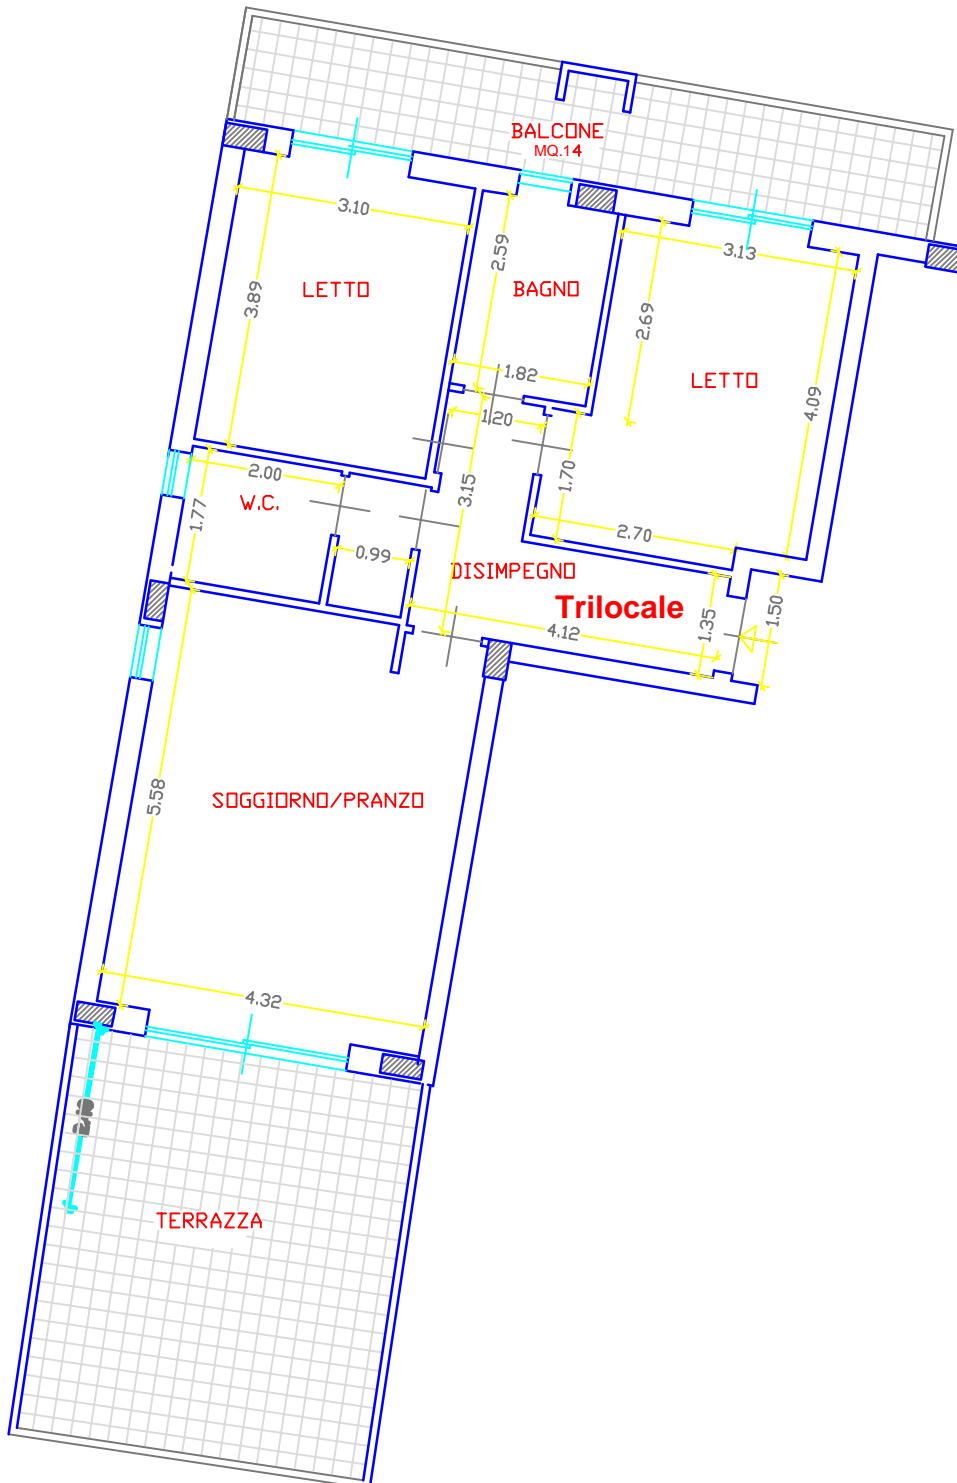 BALCONE
MQ.14
3.10
2.59
3.13
3.89
LETTO
BAGNO
2.69
LETTO
1.82
4.09
1.20
2.00
W.C.
3.15
1.70
1.77
2.70
0.99
DISIMPEGNO
Trilocale
4.12
1.35
1.50
5.58
SOGGIORNO/PRANZO
4.32
TERRAZZA